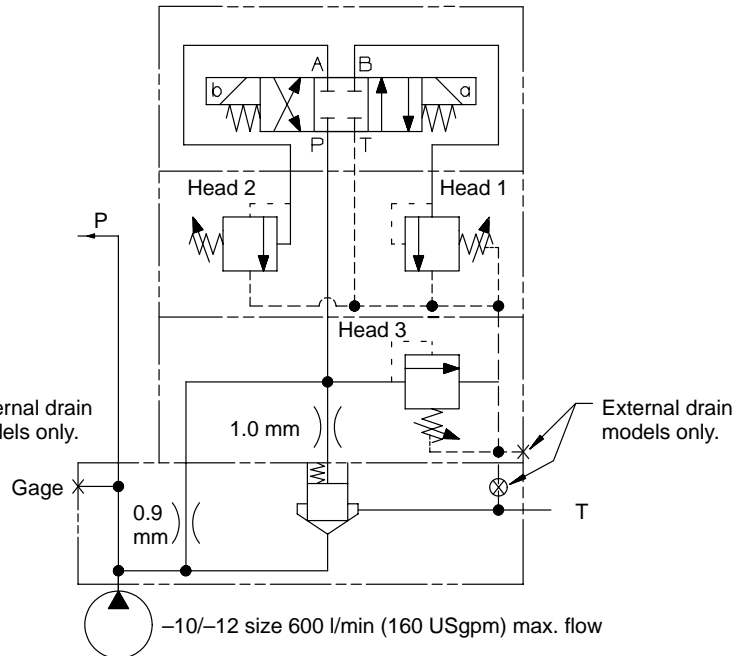 A B
b a
P T
Head 2 Head 1
P
Head 3
ernal drain
els only.
1.0 mm
External drain
models only.
Gage
0.9
mm
T
–10/–12 size 600 l/min (160 USgpm) max. flow